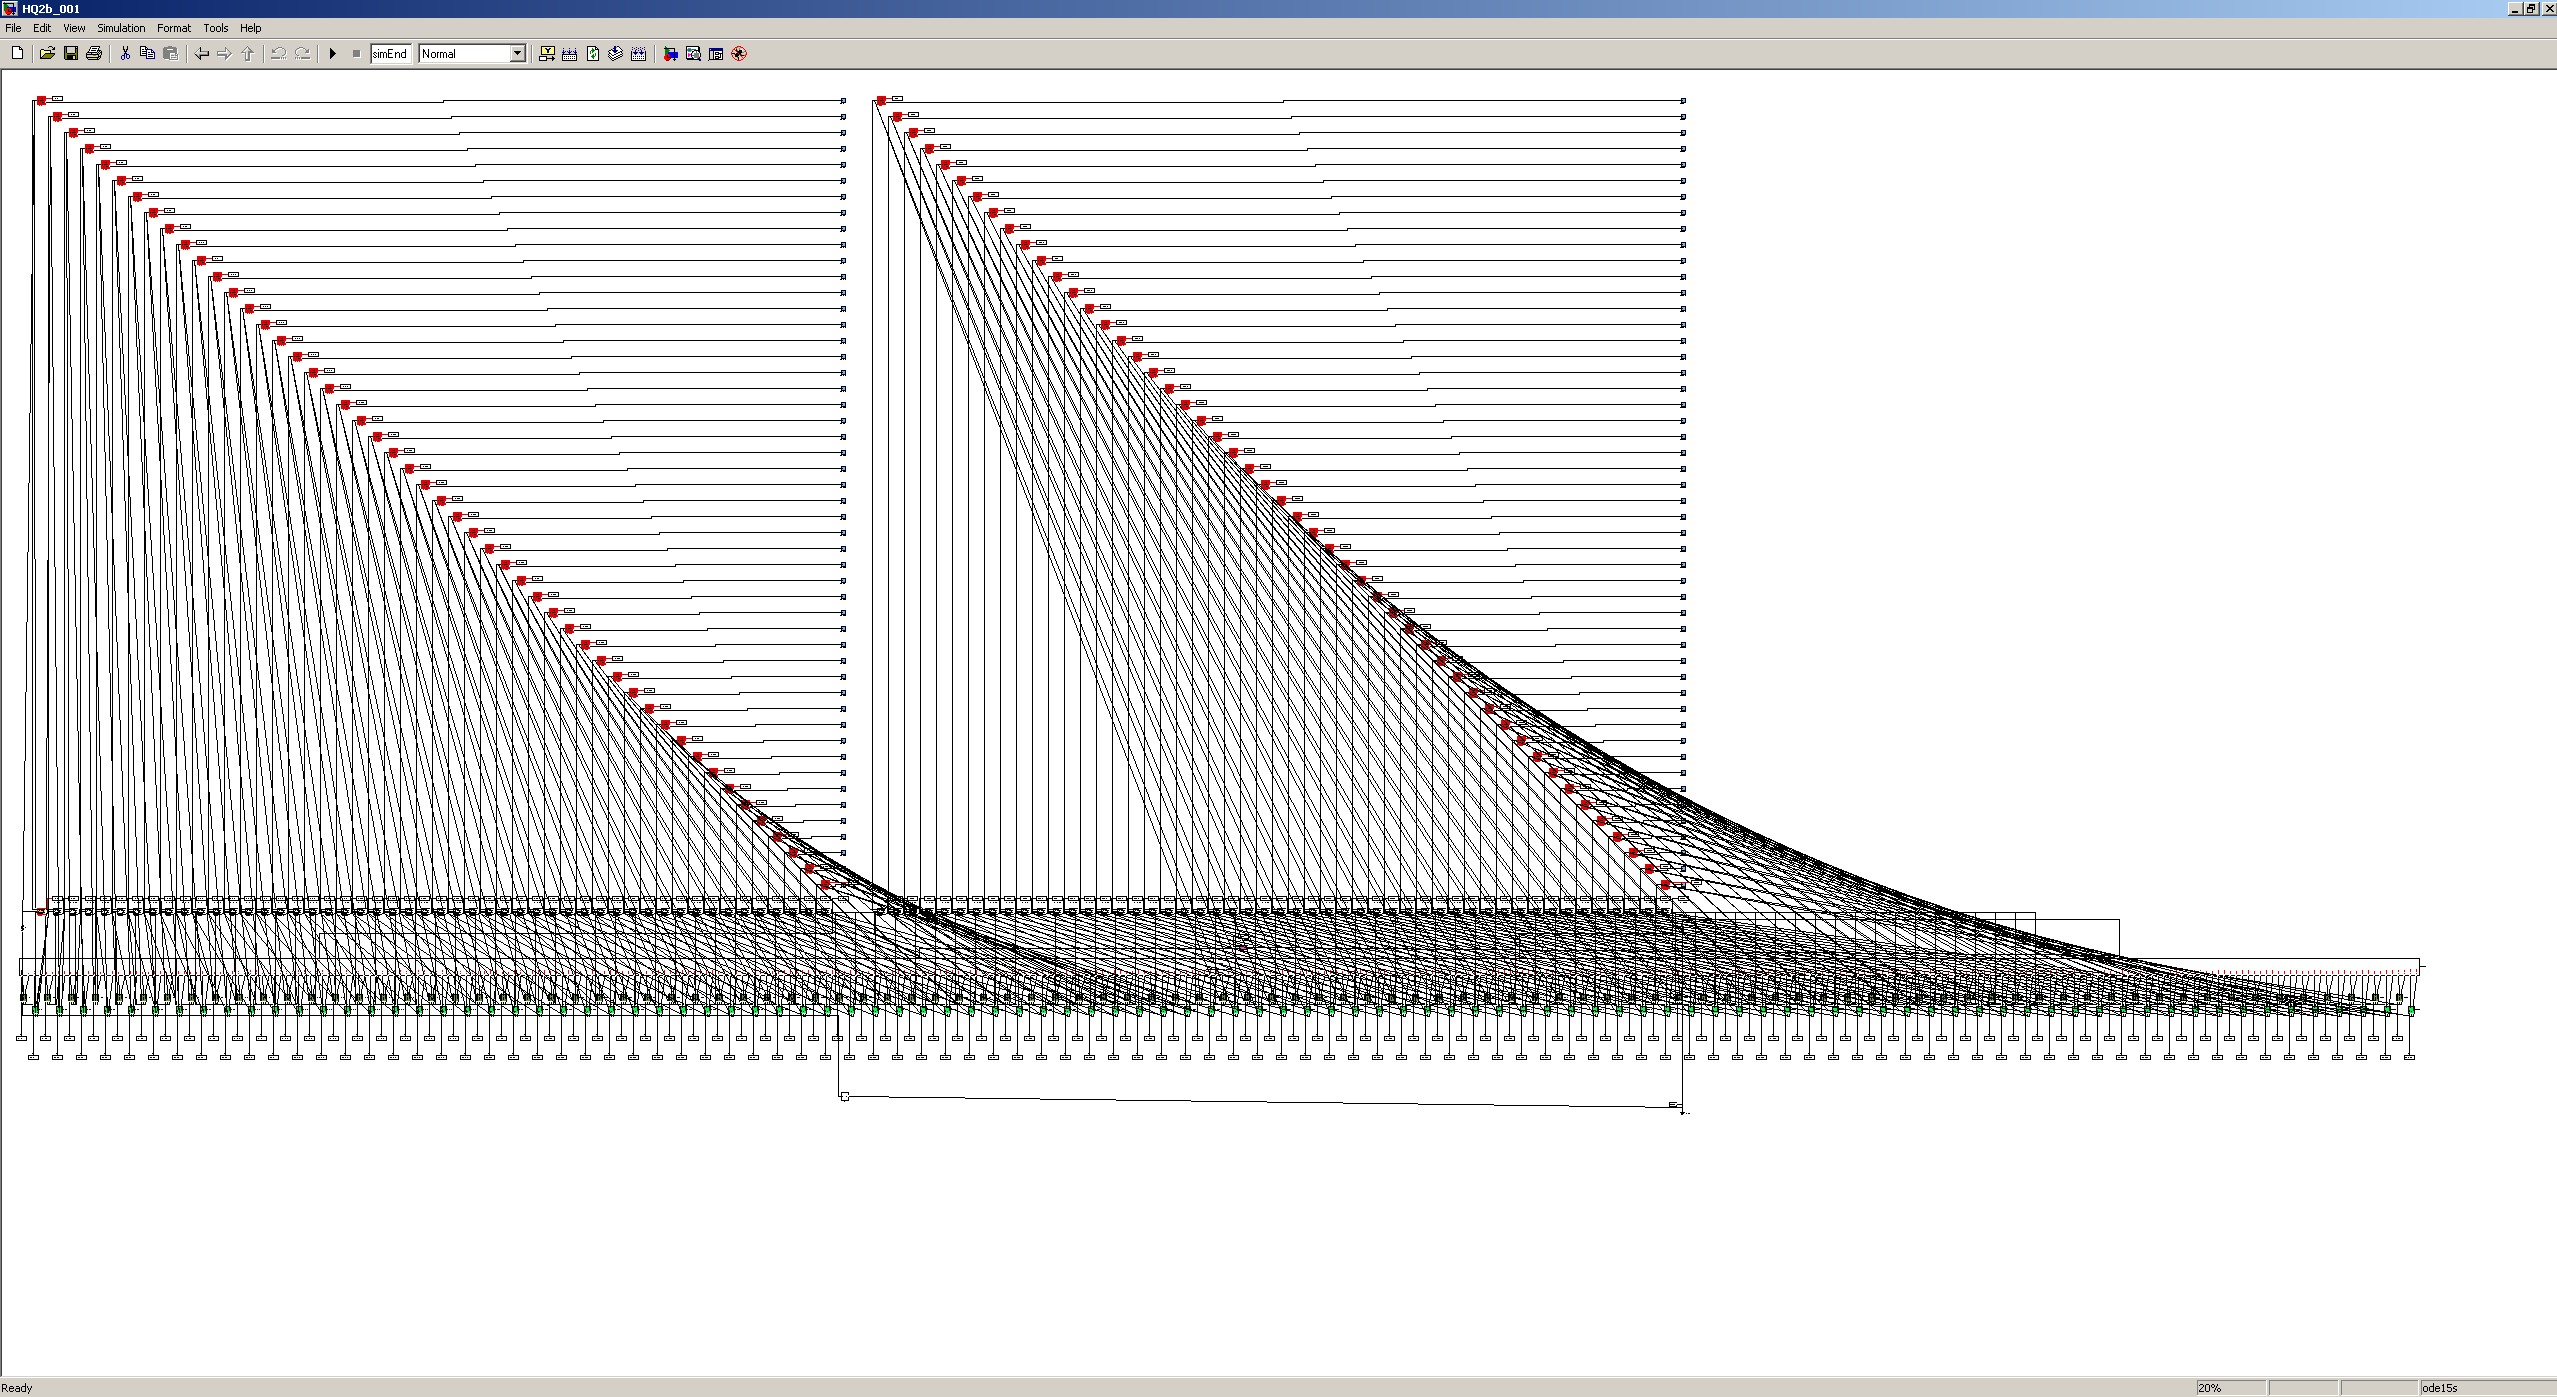 HQ2b_001
File Edit View Simulation Format Tools Help
simEnd Normal
Ready 20% ode15s